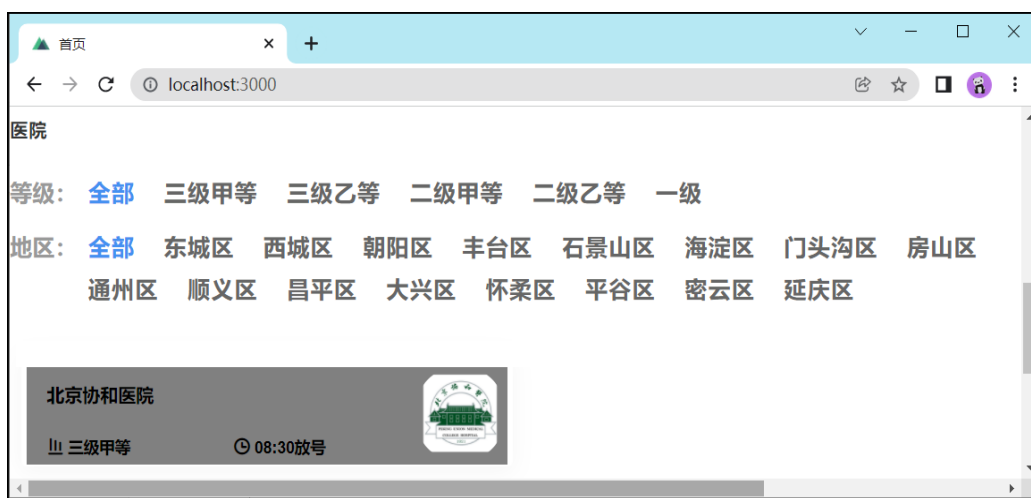 首页
localhost:3000
医院
等级： 全部 三级甲等 三级乙等 二级甲等 二级乙等 一级
地区： 全部 东城区 西城区 朝阳区 丰台区 石景山区 海淀区 门头沟区 房山区
通州区 顺义区 昌平区 大兴区 怀柔区 平谷区 密云区 延庆区
北京协和医院
三级甲等 08:30放号